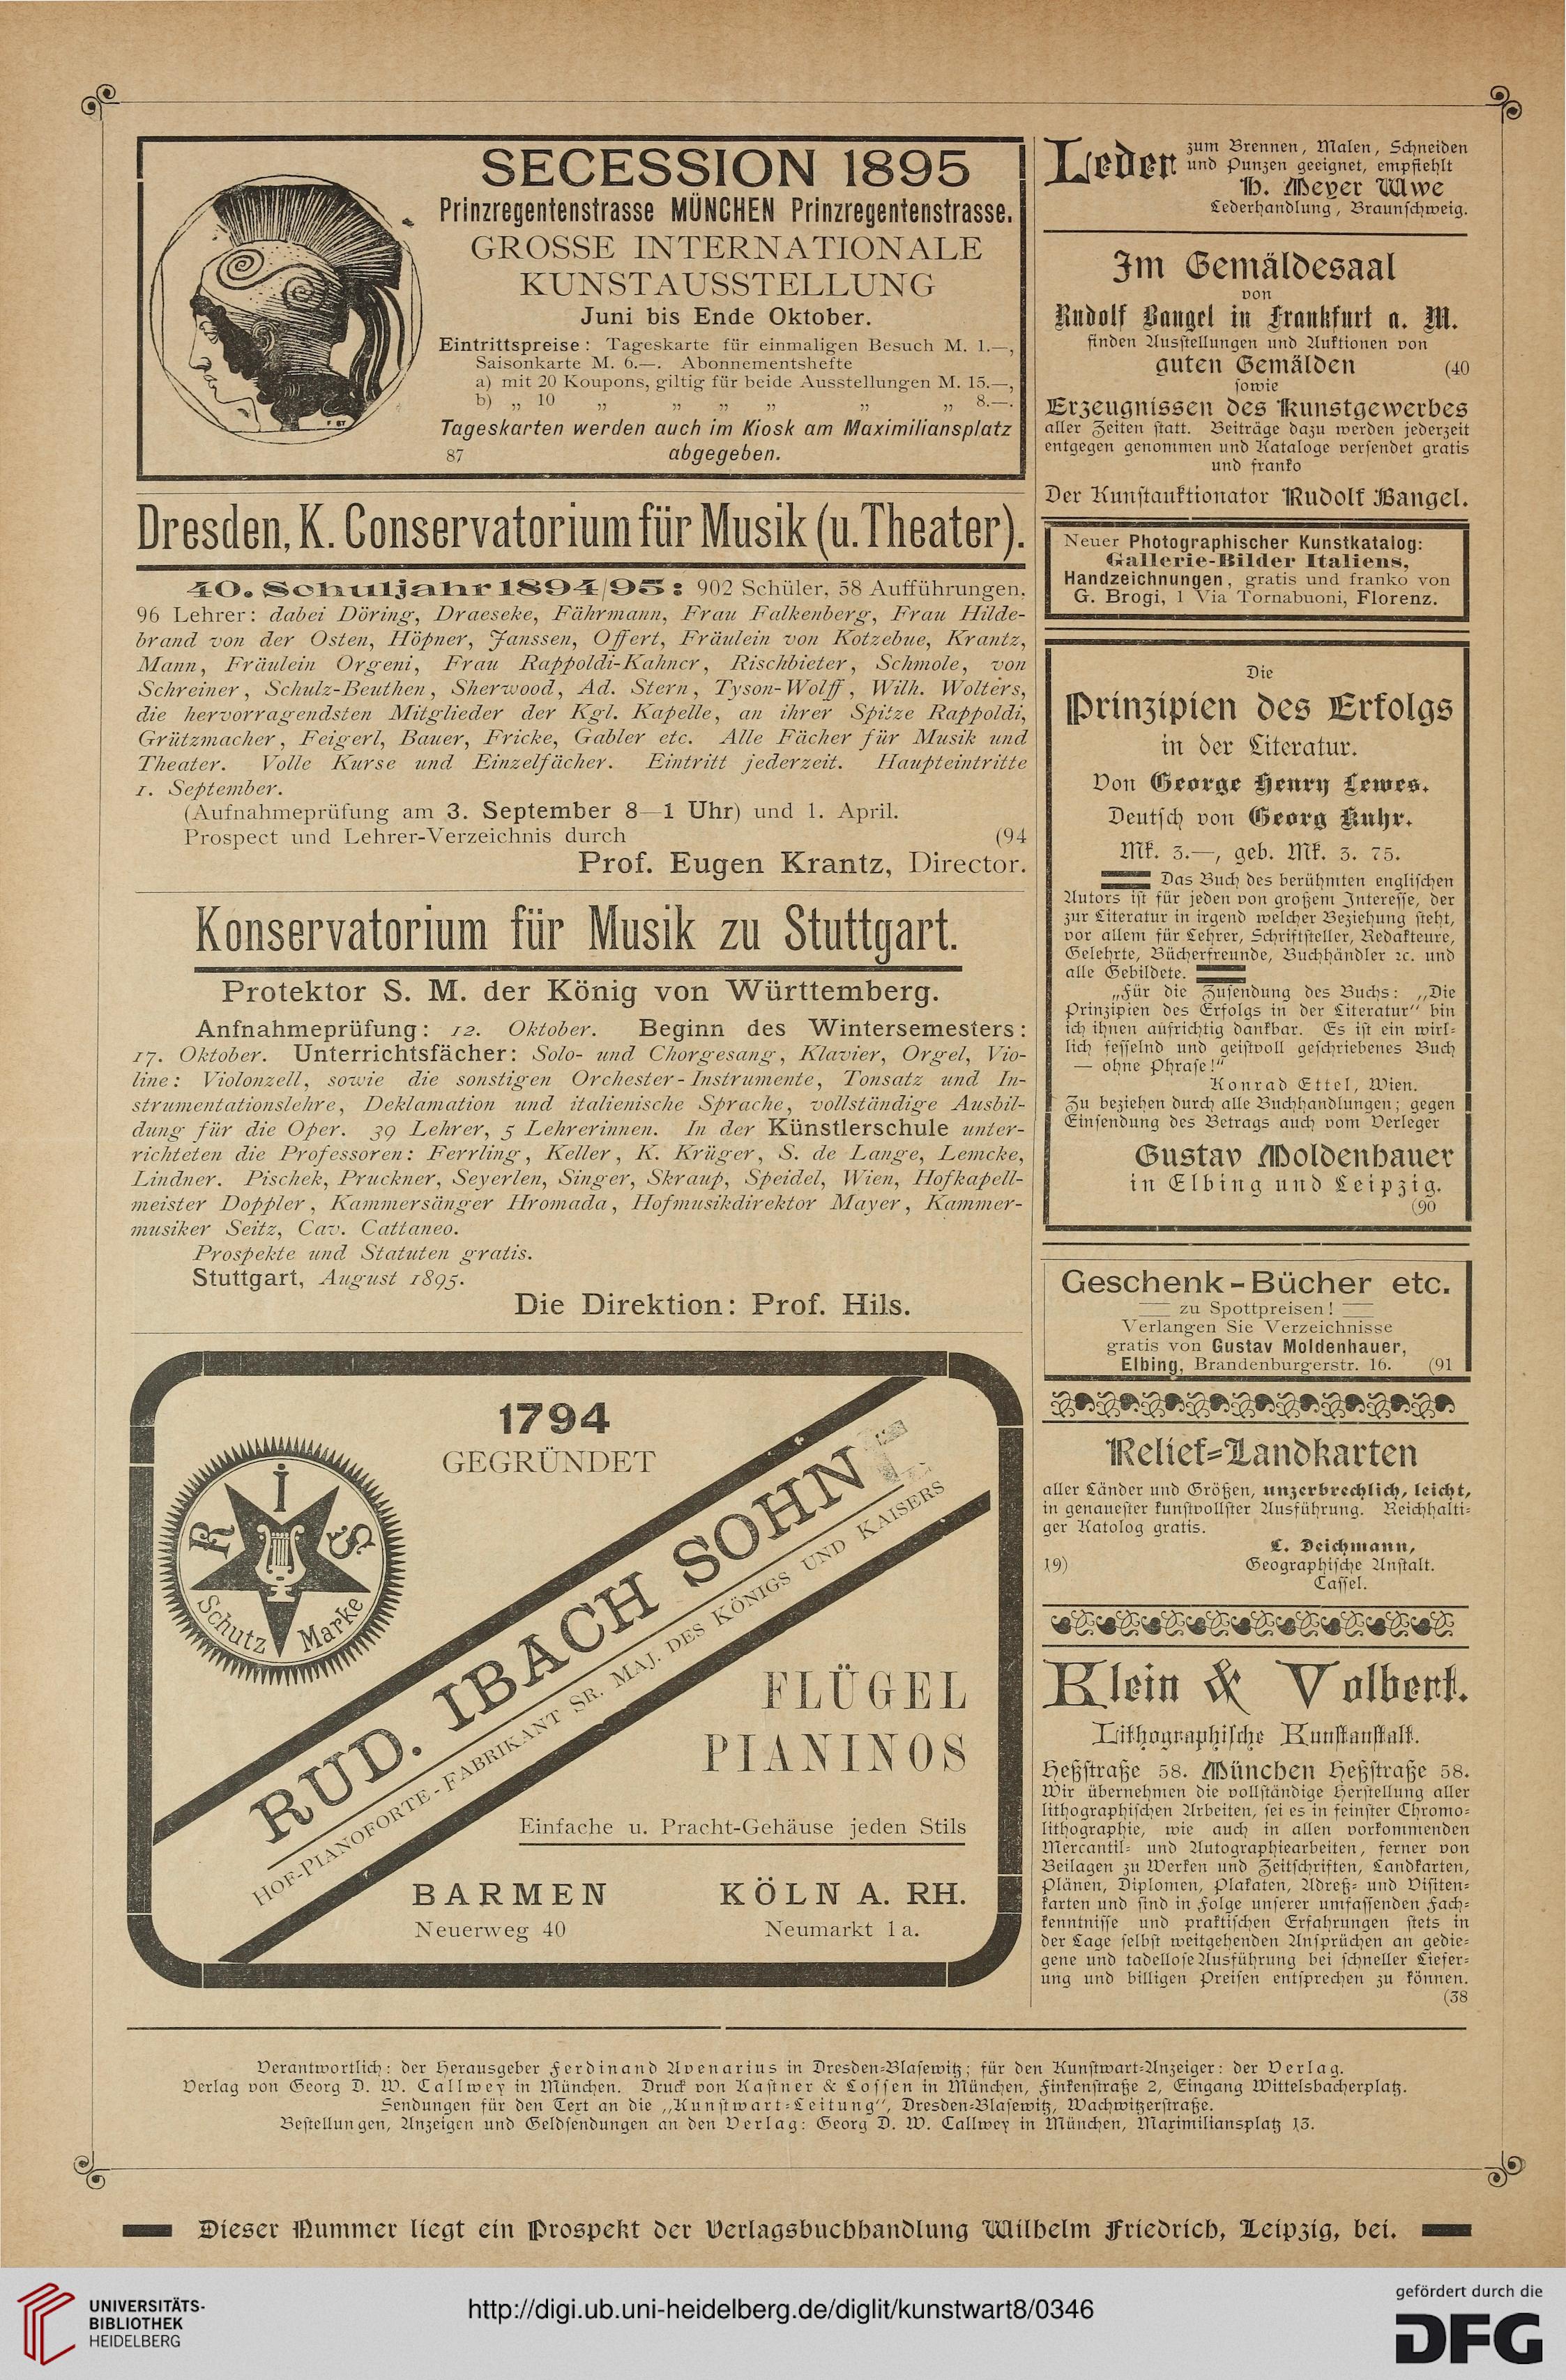 SECESSION 1895
Prinzregentenstrasse MÜNCHEN Prinzregentenstrasse.
GROSSE INTERNATIONALE
KUNSTAUSSTELLUNG
Juni bis Ende Oktober.
Eintrittspreise: Tageskarte für einmaligen Besuch M. 1.—,
Saisonkarte M. 6.—. Abonnementshefte
a) mit 20 Koupons, giltig für beide Ausstellungen M. 15.—,
b) „ 10 „ „ „ „ „ „ 8.—.
Tageskarten werden auch im Kiosk am Maximiliansplatz
87 abgegeben.
Dresden, K. Conservatorium für Musik (u. Theater).
40. Schuljahr 1894/95: 902 Schüler, 58 Aufführungen,
96 Lehrer: dabei Döring, Draeseke, Fährmann, Frau Falkenberg, Frau Hilde-
brand von der Osten, Höpner, Janssen, Offert, Fräulein von Kotzebue, Krantz,
Mann, Fräulein Orgeni, Frau Rappoldi-Kahner, Rischbieter, Schmole, von
Schreiner, Schulz-Beuthen, Sherwood, Ad. Stern, Tyson-Wolff, Wilh. Wolters,
die hervorragendsten Mitglieder der Kgl. Kapelle, an ihrer Spitze Rappoldi,
Grützmacher, Feigerl, Bauer, Fricke, Gabler etc. Alle Fächer für Musik und
Theater. Volle Kurse und Einzelfächer. Eintritt jederzeit. Haupteintritte
1. September.
(Aufnahmeprüfung am 3. September 8—1 Uhr) und 1. April.
Prospect und Lehrer-Verzeichnis durch (94
Prof. Eugen Krantz, Director.
Konservatorium für Musik zu Stuttgart.
Protektor S. M. der König von Württemberg.
Anfnahmeprüfung: 12. Oktober. Beginn des Wintersemesters:
17. Oktober. Unterrichtsfächer: Solo- und Chorgesang, Klavier, Orgel, Vio-
line: Violonzell, sowie die sonstigen Orchester-Instrumente, Tonsatz und In-
strumentationslehre, Deklamation und italienische Sprache, vollständige Ausbil-
dung für die Oper. 39 Lehrer, 5 Lehrerinnen. In der Künstlerschule unter-
richteten die Professoren: Ferrling, Keller, K. Krüger, S. de Lange, Lemcke,
Lindner. Pischek, Pruckner, Seyerlen, Singer, Skraup, Speidel, Wien, Hofkapell-
meister Doppler, Kammersänger Hromada, Hofmusikdirektor Mayer, Kammer-
musiker Seitz, Cav. Cattaneo.
Prospekte und Statuten gratis.
Stuttgart, August 1895.
Die Direktion: Prof. Hils.
1794
GEGRÜNDET
R I S
Schutz Marke
RUD. IBACH SOHN
HOF-PIANOFORTE-FABRIKANT SR. MAJ. DES KÖNIGS UND KAISERS
FLÜGEL
PIANINOS
Einfache u. Pracht-Gehäuse jeden Stils
BARMEN KÖLN A. RH.
Neuerweg 40 Neumarkt 1a.
Leder zum Brennen, Malen, Schneiden
und Punzen geeignet, empfiehlt
H. Meyer Wwe
Lederhandlung, Braunschweig.
Im Gemäldesaal
von
Rudolf Bangel in Frankfurt a. M.
finden Ausstellungen und Auktionen von
guten Gemälden (40
sowie
Erzeugnissen des Kunstgewerbes
aller Zeiten statt. Beiträge dazu werden jederzeit
entgegen genommen und Kataloge versendet gratis
und franko
Der Kunstauktionator Rudolf Bangel.
Neuer Photographischer Kunstkatalog:
Gallerie-Bilder Italiens,
Handzeichnungen, gratis und franko von
G. Brogi, 1 Via Tornabuoni, Florenz.
Die
Prinzipien des Erfolgs
in der Literatur.
Von George Henry Lewes.
Deutsch von Georg Kuhr.
Mk. 3.—, geb. Mk. 3. 75.
Das Buch des berühmten englischen
Autors ist für jeden von großem Interesse, der
zur Literatur in irgend welcher Beziehung steht,
vor allem für Lehrer, Schriftsteller, Redakteure,
Gelehrte, Bücherfreunde, Buchhändler ꝛc. und
alle Gebildete.
„Für die Zusendung des Buchs: „Die
Prinzipien des Erfolgs in der Literatur“ bin
ich ihnen aufrichtig dankbar. Es ist ein wirk-
lich fesselnd und geistvoll geschriebenes Buch
— ohne Phrase!“
Konrad Ettel, Wien.
Zu beziehen durch alle Buchhandlungen; gegen
Einsendung des Betrags auch vom Verleger
Gustav Moldenhauer
in Elbing und Leipzig.
(90
Geschenk-Bücher etc.
zu Spottpreisen!
Verlangen Sie Verzeichnisse
gratis von Gustav Moldenhauer,
Elbing, Brandenburgerstr. 16. (91
Relief-Landkarten
aller Länder und Größen, unzerbrechlich, leicht,
in genauester kunstvollster Ausführung. Reichhalti-
ger Katolog gratis.
C. Deichmann,
19) Geographische Anstalt.
Cassel.
Klein & Volbert.
Lithographische Kunstanstalt.
Heßstraße 58. München Heßstraße 58.
Wir übernehmen die vollständige Herstellung aller
lithographischen Arbeiten, sei es in feinster Chromo-
lithographie, wie auch in allen vorkommenden
Mercantil- und Autographiearbeiten, ferner von
Beilagen zu Werken und Zeitschriften, Landkarten,
Plänen, Diplomen, Plakaten, Adreß- und Visiten-
karten und sind in Folge unserer umfassenden Fach-
kenntnisse und praktischen Erfahrungen stets in
der Lage selbst weitgehenden Ansprüchen an gedie-
gene und tadellose Ausführung bei schneller Liefer-
ung und billigen Preisen entsprechen zu können.
(38
Verantwortlich: der Herausgeber Ferdinand Avenarius in Dresden-Blasewitz; für den Kunstwart-Anzeiger: der Verlag.
Verlag von Georg D. W. Callwey in München. Druck von Kastner & Lossen in München, Finkenstraße 2, Eingang Wittelsbacherplatz.
Sendungen für den Text an die „Kunstwart-Leitung“, Dresden-Blasewitz, Wachwitzerstraße.
Bestellungen, Anzeigen und Geldsendungen an den Verlag: Georg D. W. Callwey in München, Maximiliansplatz 13.
Dieser Nummer liegt ein Prospekt der Verlagsbuchhandlung Wilhelm Friedrich, Leipzig, bei.
UNIVERSITÄTS-
BIBLIOTHEK
HEIDELBERG
http://digi.ub.uni-heidelberg.de/diglit/kunstwart8/0346
gefördert durch die
DFG